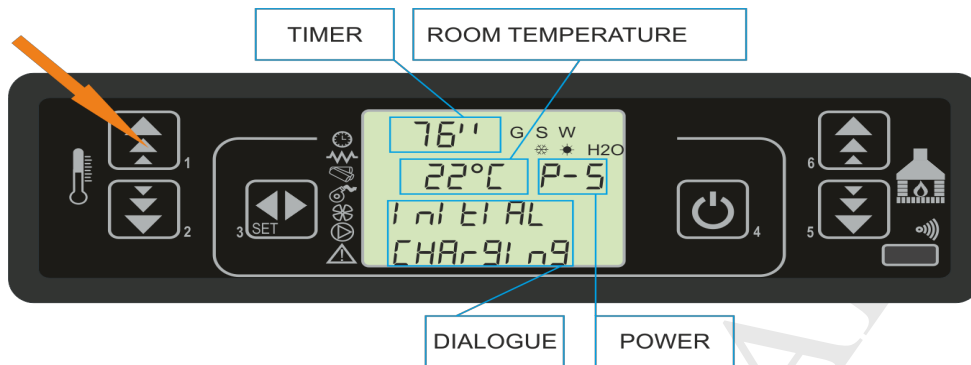 TIMER
ROOM TEMPERATURE
76''
G S W
H2O
22°C
P-5
InItIAL
CHArgIng
1
2
3
SET
4
5
6
DIALOGUE
POWER